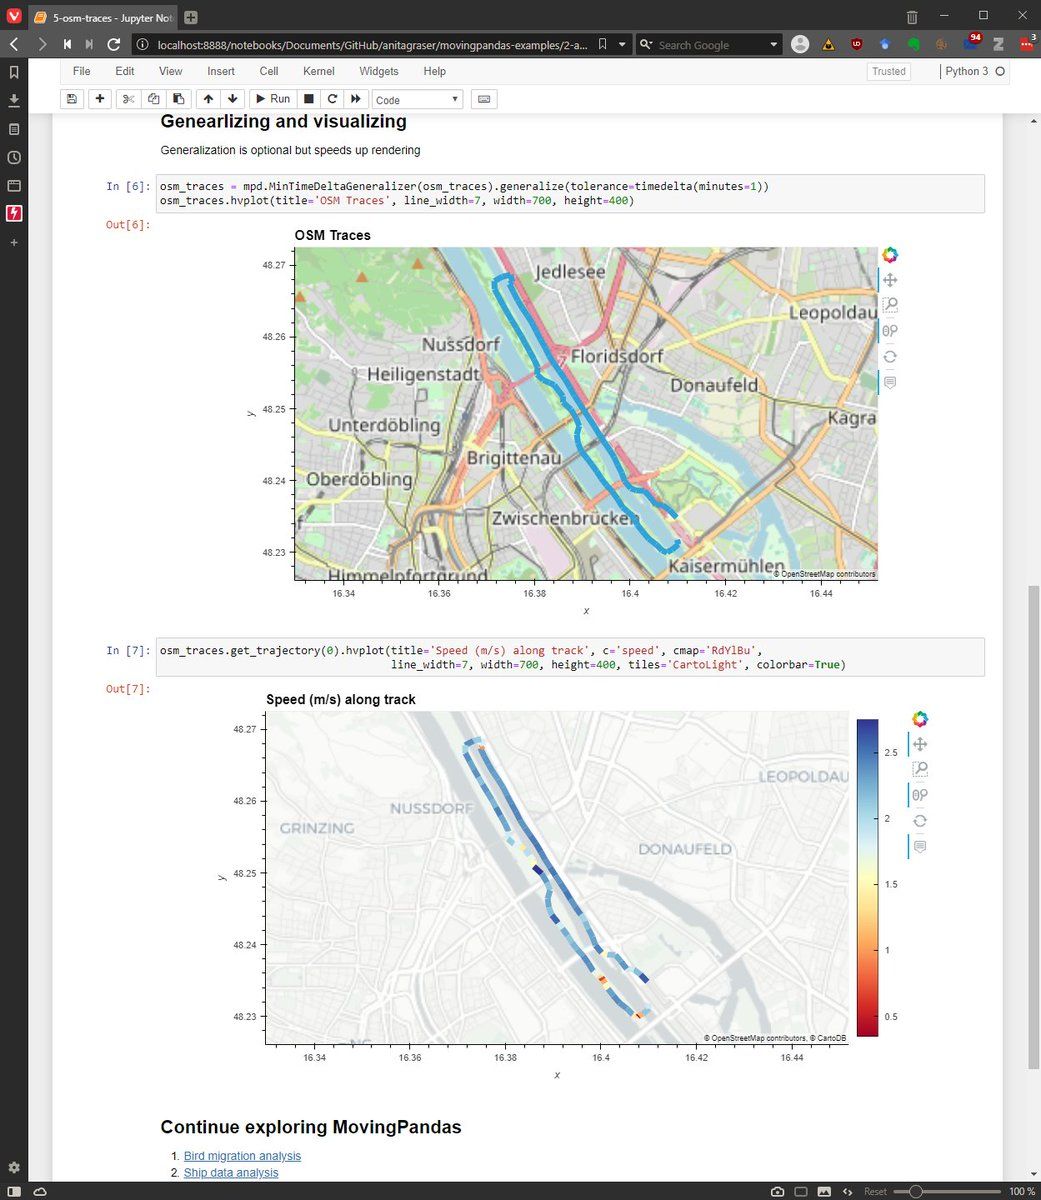 5-osm-traces - Jupyter Not
localhost:8888/notebooks/Documents/GitHub/anitagraser/movingpandas-examples/2-a...
Search Google
94
3
File Edit View Insert Cell Kernel Widgets Help
Trusted
Python 3
Run
Code
Genearlizing and visualizing
Generalization is optional but speeds up rendering
In [6]: osm_traces = mpd.MinTimeDeltaGeneralizer(osm_traces).generalize(tolerance=timedelta(minutes=1))
osm_traces.hvplot(title='OSM Traces', line_width=7, width=700, height=400)
Out[6]:
OSM Traces
48.27
48.26
48.25
48.24
48.23
y
Jedlesee
Leopoldau
Nussdorf
Floridsdorf
Heiligenstadt
Donaufeld
Kagra
Unterdöbling
Brigittenau
Oberdöbling
Zwischenbrücken
f
Kaisermühlen
Himmelpfortgrund
© OpenStreetMap contributors
16.34 16.36 16.38 16.4 16.42 16.44
x
In [7]: osm_traces.get_trajectory(0).hvplot(title='Speed (m/s) along track', c='speed', cmap='RdYlBu',
line_width=7, width=700, height=400, tiles='CartoLight', colorbar=True)
Out[7]:
Speed (m/s) along track
48.27
48.26
48.25
48.24
48.23
y
LEOPOLDAU
NUSSDORF
GRINZING
DONAUFELD
NG
© OpenStreetMap contributors, © CartoDB
2.5
2
1.5
1
0.5
16.34 16.36 16.38 16.4 16.42 16.44
x
Continue exploring MovingPandas
1. Bird migration analysis
2. Ship data analysis
Reset
100 %